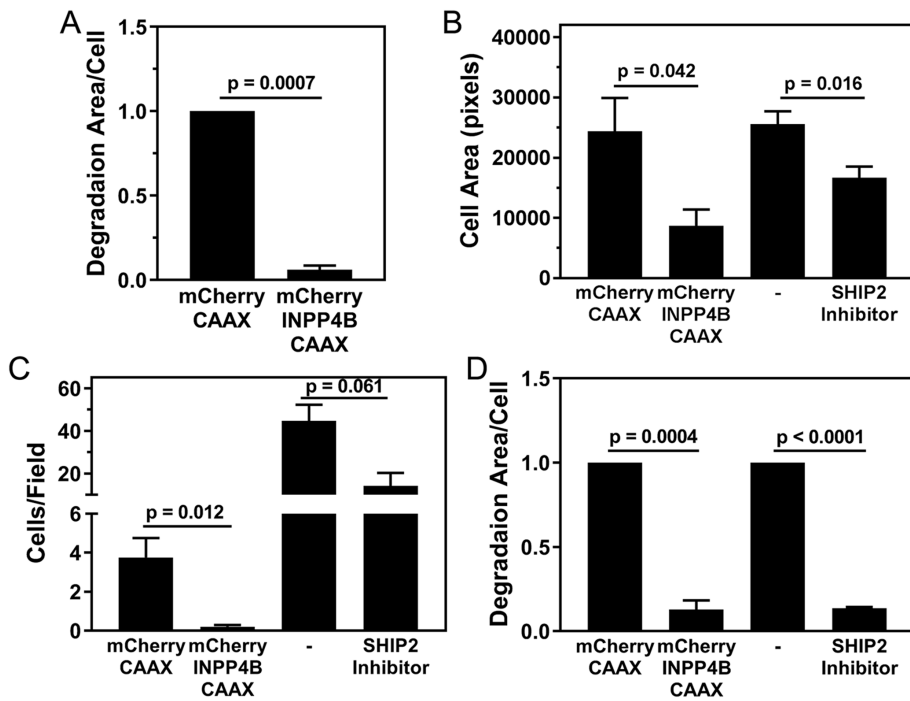 A
Degradaion Area/Cell
1.5
1.0
0.5
0.0
p = 0.0007
mCherry
CAAX
mCherry
INPP4B
CAAX
B
Cell Area (pixels)
40000
30000
20000
10000
0
p = 0.042
p = 0.016
mCherry
CAAX
mCherry
INPP4B
CAAX
-
SHIP2
Inhibitor
C
Cells/Field
60
40
20
6
4
2
0
p = 0.012
p = 0.061
mCherry
CAAX
mCherry
INPP4B
CAAX
-
SHIP2
Inhibitor
D
Degradaion Area/Cell
1.5
1.0
0.5
0.0
p = 0.0004
p < 0.0001
mCherry
CAAX
mCherry
INPP4B
CAAX
-
SHIP2
Inhibitor